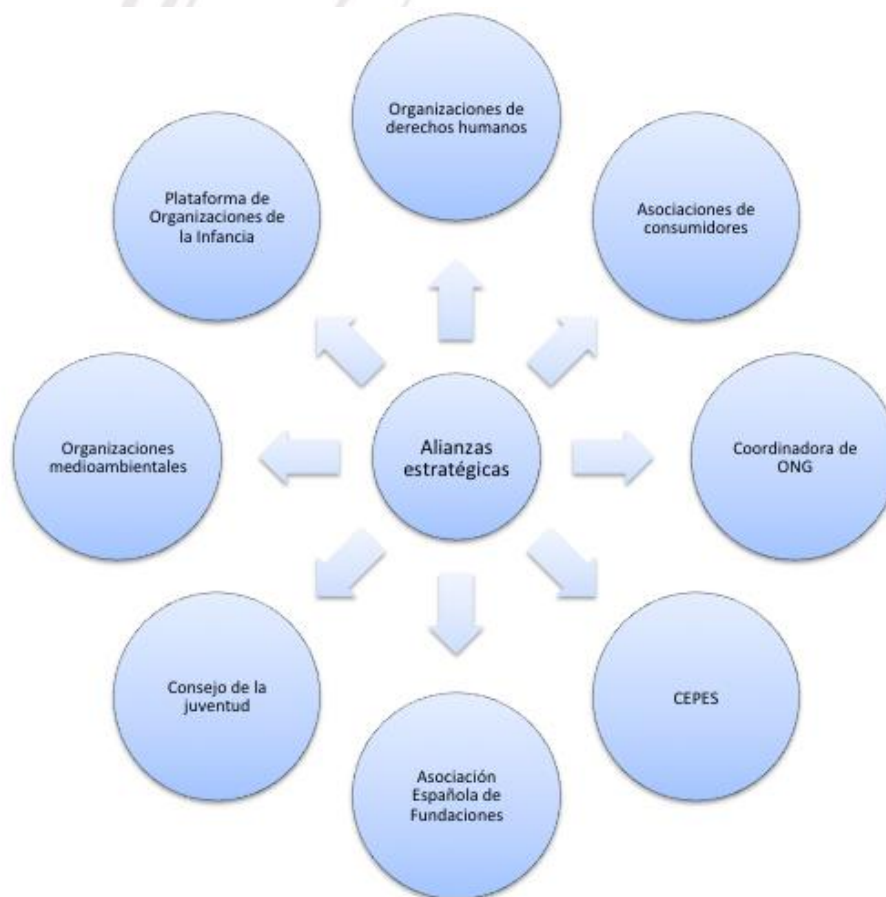 Organizaciones de
derechos humanos
Asociaciones de
consumidores
Coordinadora de
ONG
CEPES
Asociación
Española de
Fundaciones
Consejo de la
juventud
Organizaciones
medioambientales
Plataforma de
Organizaciones de
la Infancia
Alianzas
estratégicas